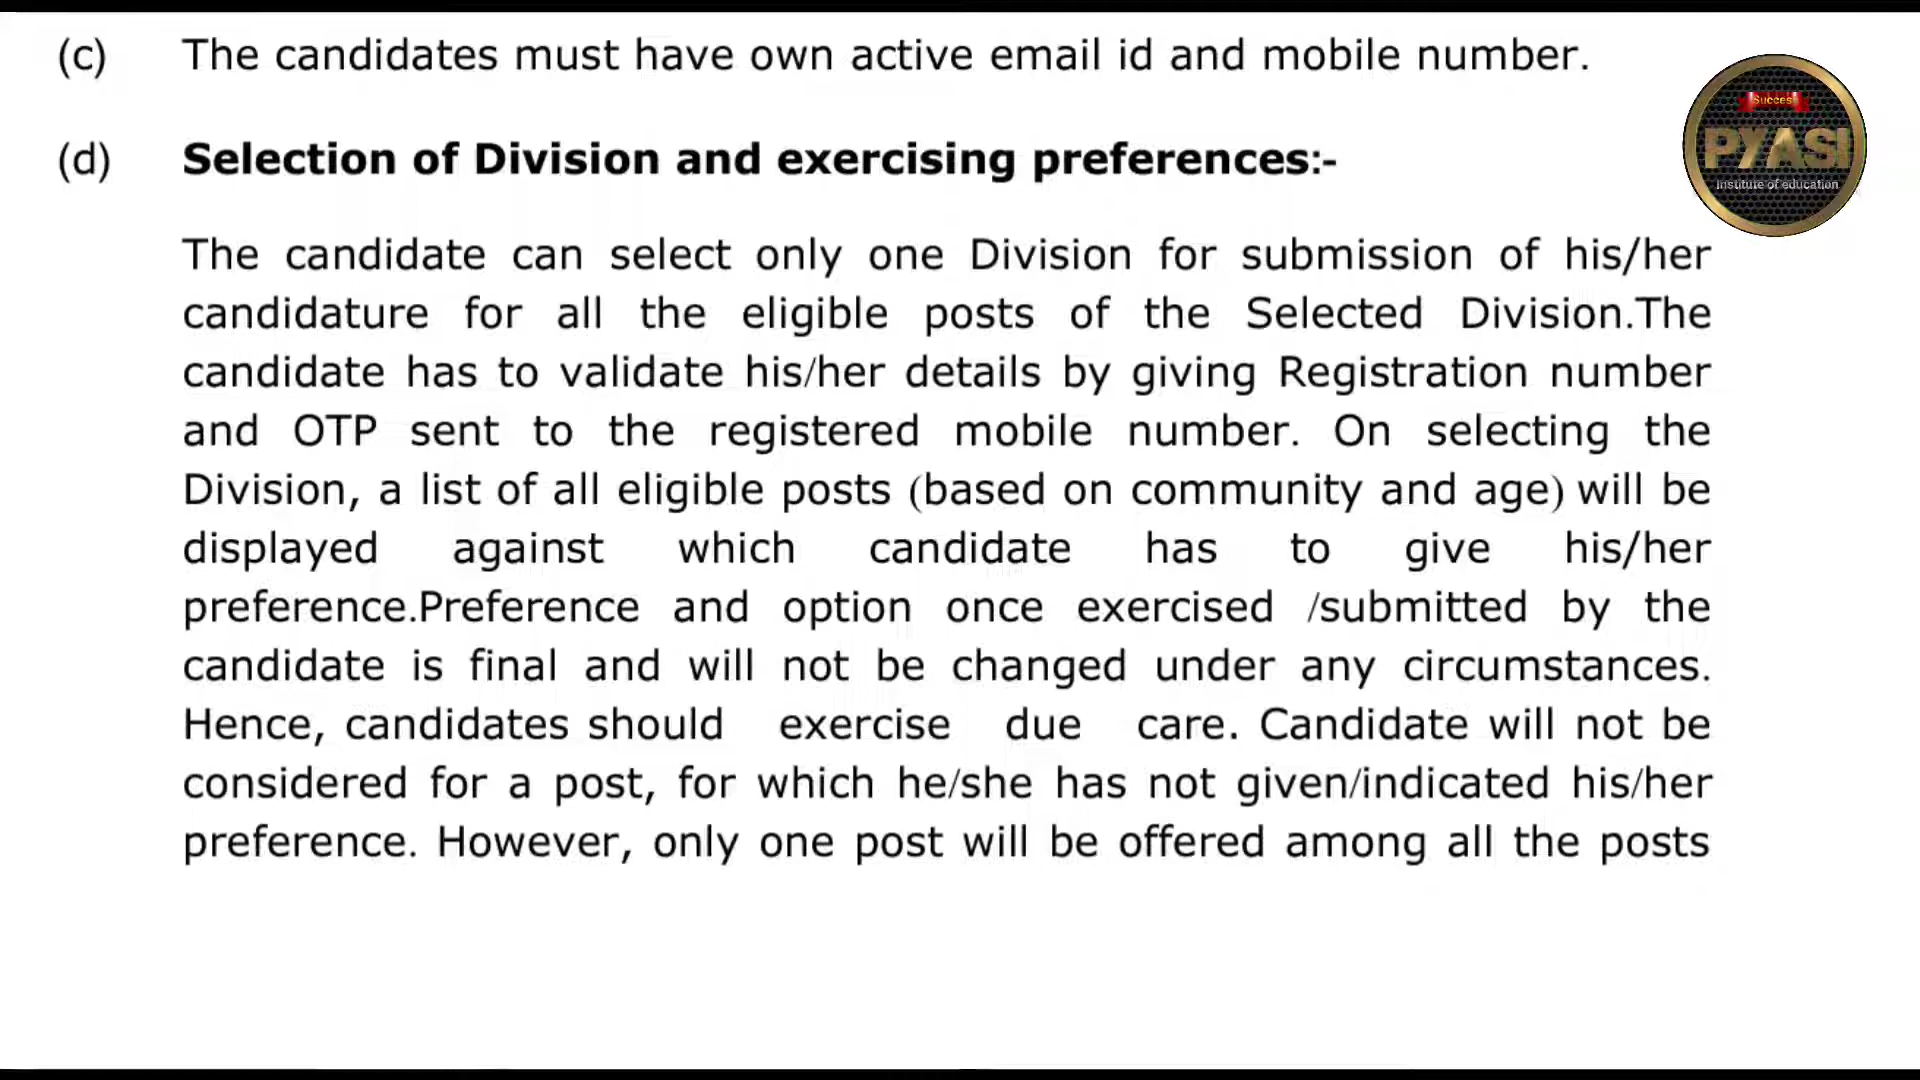 (c) The candidates must have own active email id and mobile number.
(d) Selection of Division and exercising preferences:-
The candidate can select only one Division for submission of his/her
candidature for all the eligible posts of the Selected Division.The
candidate has to validate his/her details by giving Registration number
and OTP sent to the registered mobile number. On selecting the
Division, a list of all eligible posts (based on community and age) will be
displayed against which candidate has to give his/her
preference.Preference and option once exercised /submitted by the
candidate is final and will not be changed under any circumstances.
Hence, candidates should exercise due care. Candidate will not be
considered for a post, for which he/she has not given/indicated his/her
preference. However, only one post will be offered among all the posts
Success
PYASI
Institute of education